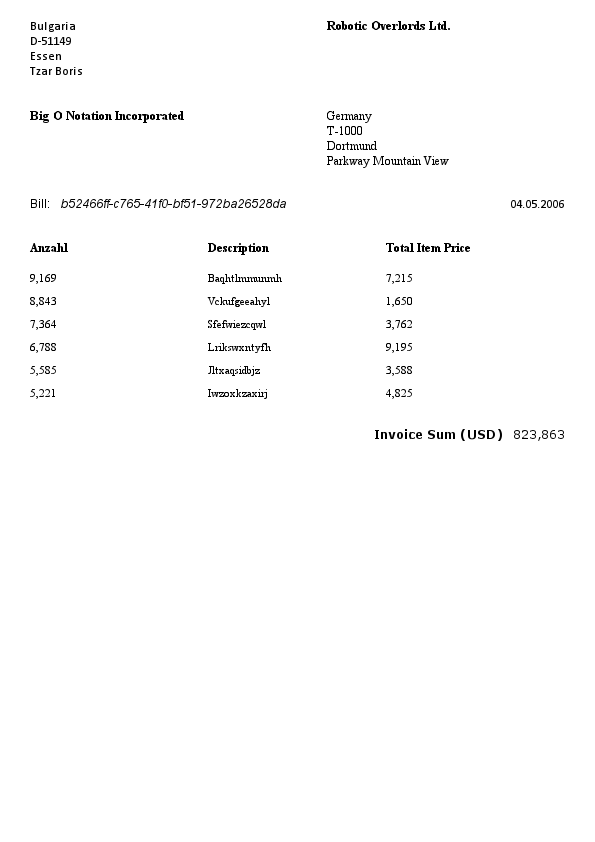 Bulgaria
D-51149
Essen
Tzar Boris
Robotic Overlords Ltd.
Big O Notation Incorporated
Germany
T-1000
Dortmund
Parkway Mountain View
Bill: b52466ff-c765-41f0-bf51-972ba26528da 04.05.2006
Anzahl Description Total Item Price
9,169 Baqhtlmmunmh 7,215
8,843 Vckufgeeahyl 1,650
7,364 Sfefwiezcqwl 3,762
6,788 Lrikswxntyfh 9,195
5,585 Jltxaqsidbjz 3,588
5,221 Iwzoxkzaxirj 4,825
Invoice Sum (USD) 823,863